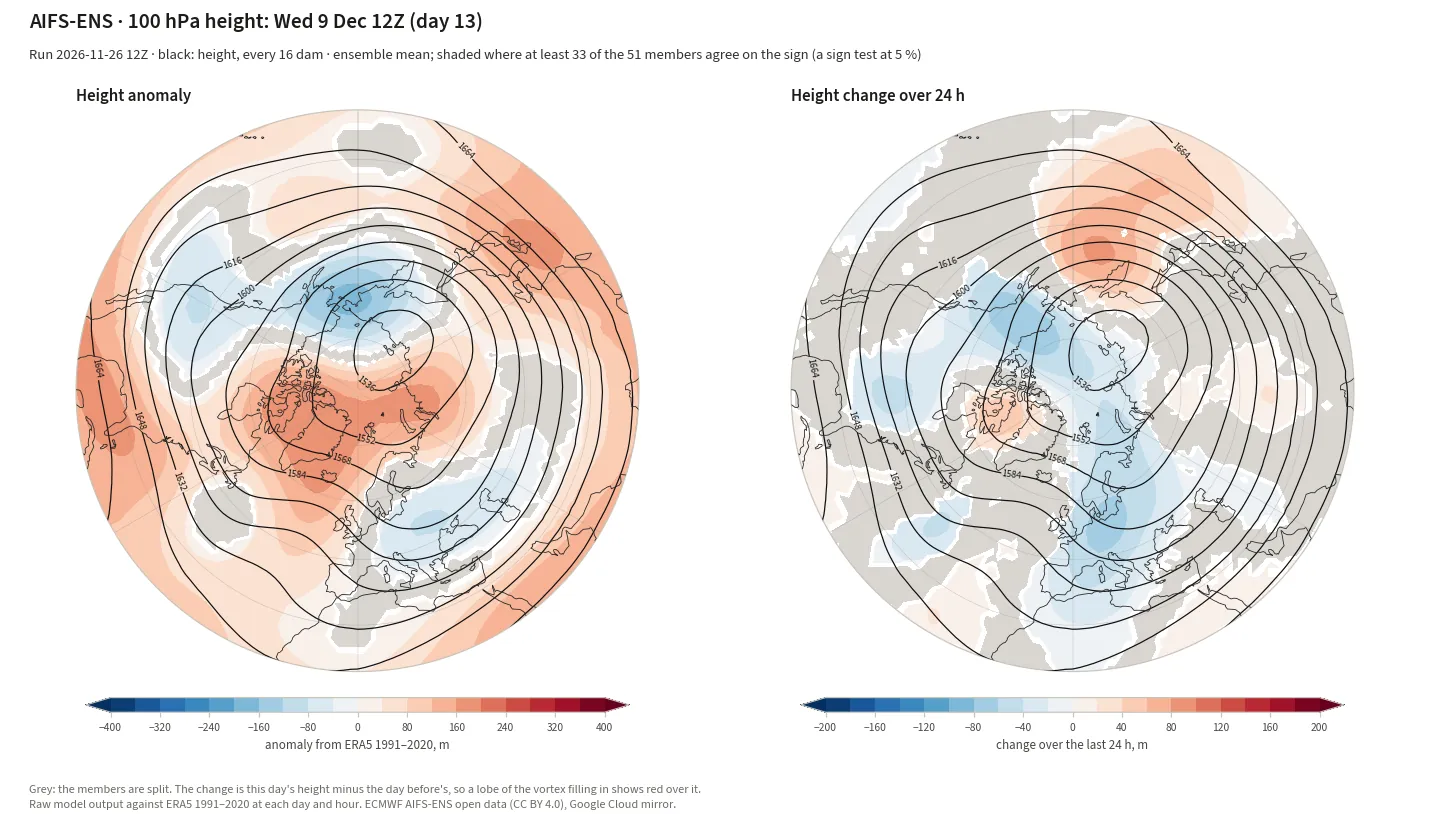 AIFS-ENS · 100 hPa height: Wed 9 Dec 12Z (day 13)
Run 2026-11-26 12Z · black: height, every 16 dam · ensemble mean; shaded where at least 33 of the 51 members agree on the sign (a sign test at 5 %)
Height anomaly
1664
1616
1600
1664
1648
1632
1536
1552
1568
1584
−400 −320 −240 −160 −80 0 80 160 240 320 400
anomaly from ERA5 1991–2020, m
Height change over 24 h
1664
1616
1600
1664
1648
1632
1536
1552
1568
1584
−200 −160 −120 −80 −40 0 40 80 120 160 200
change over the last 24 h, m
Grey: the members are split. The change is this day's height minus the day before's, so a lobe of the vortex filling in shows red over it.
Raw model output against ERA5 1991–2020 at each day and hour. ECMWF AIFS-ENS open data (CC BY 4.0), Google Cloud mirror.